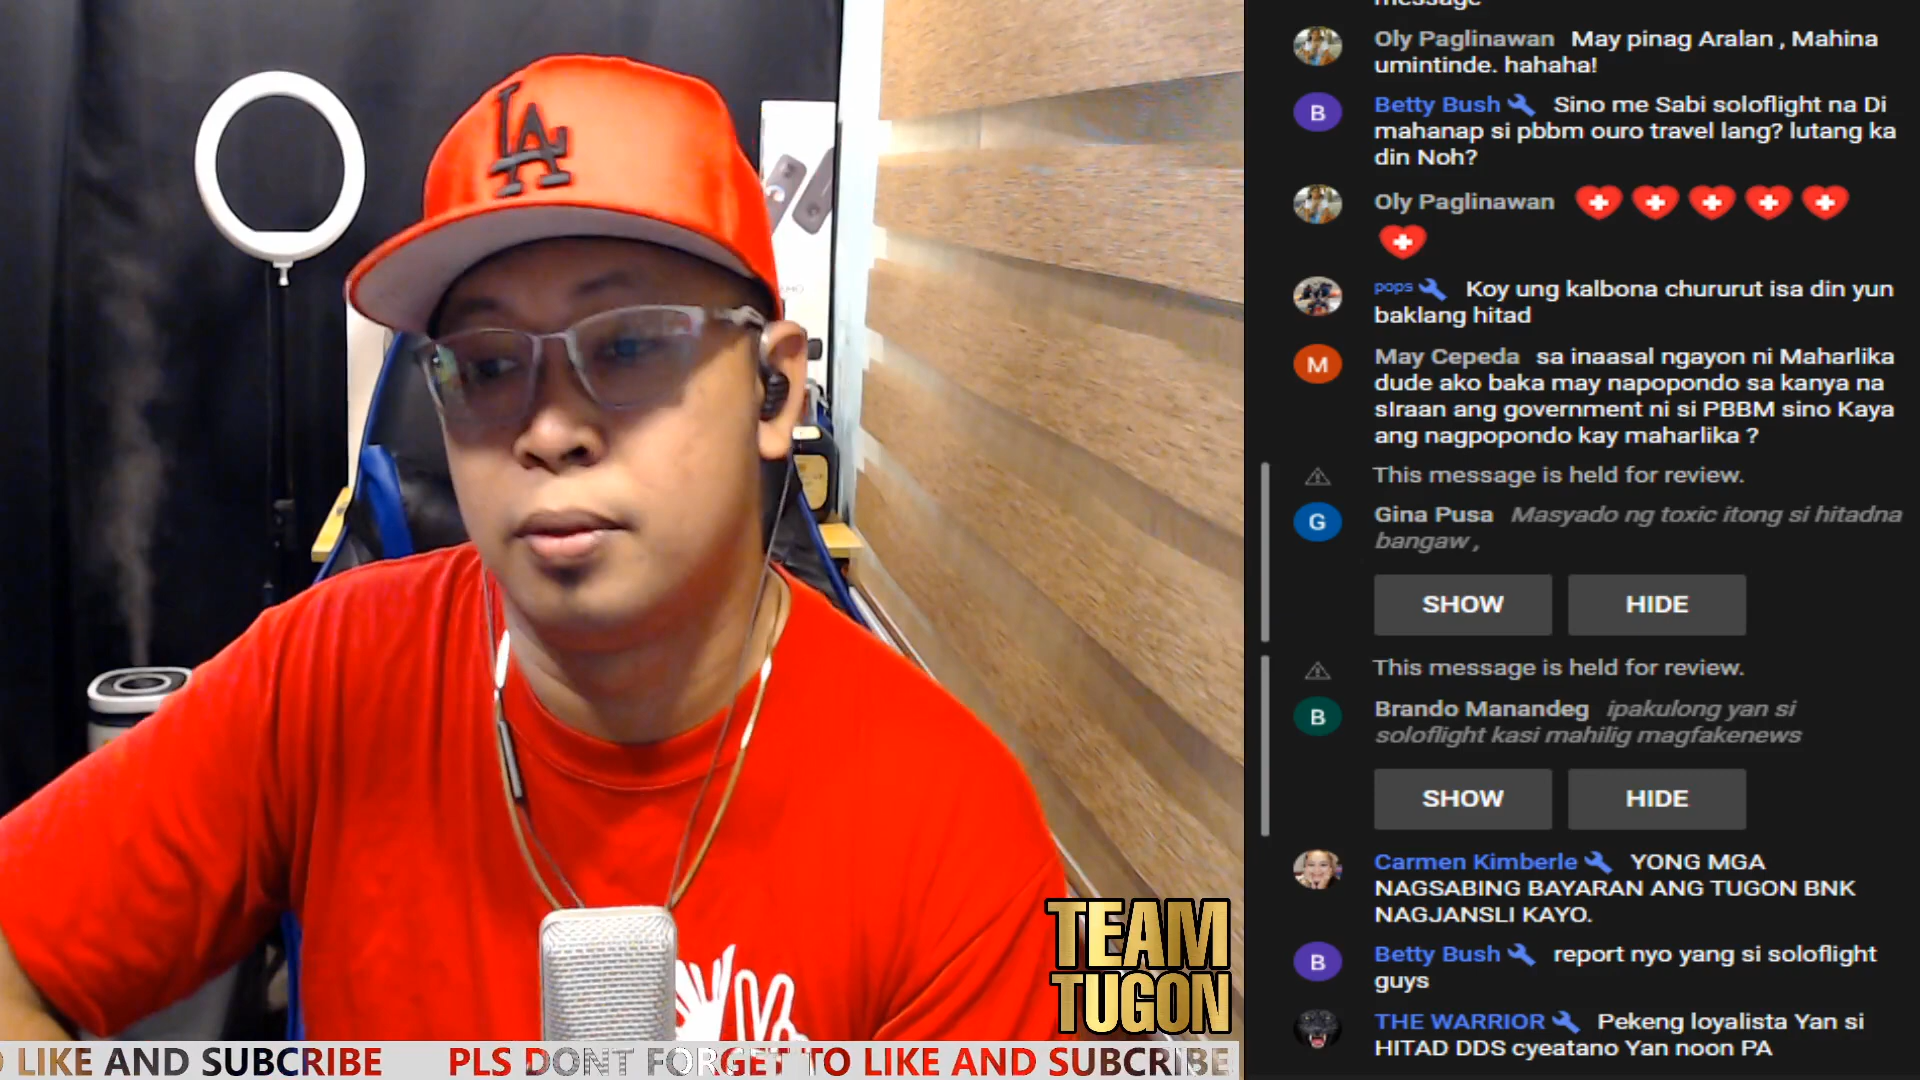 LA
message
Oly Paglinawan May pinag Aralan , Mahina
umintinde. hahaha!
B
Betty Bush Sino me Sabi soloflight na Di
mahanap si pbbm ouro travel lang? lutang ka
din Noh?
Oly Paglinawan
pops Koy ung kalbona chururut isa din yun
baklang hitad
M
May Cepeda sa inaasal ngayon ni Maharlika
dude ako baka may napopondo sa kanya na
sIraan ang government ni si PBBM sino Kaya
ang nagpopondo kay maharlika ?
This message is held for review.
G
Gina Pusa Masyado ng toxic itong si hitadna
bangaw ,
SHOW HIDE
This message is held for review.
B
Brando Manandeg ipakulong yan si
soloflight kasi mahilig magfakenews
SHOW HIDE
Carmen Kimberle YONG MGA
NAGSABING BAYARAN ANG TUGON BNK
NAGJANSLI KAYO.
B
Betty Bush report nyo yang si soloflight
guys
THE WARRIOR Pekeng loyalista Yan si
HITAD DDS cyeatano Yan noon PA
TEAM
TUGON
LIKE AND SUBCRIBE PLS DONT FORGET TO LIKE AND SUBCRIBE